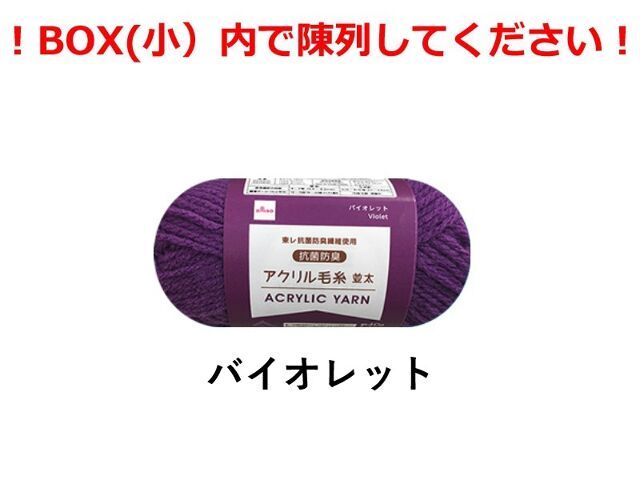 ！BOX(小）内で陳列してください！
バイオレット
Violet
東レ抗菌防臭繊維使用
抗菌防臭
アクリル毛糸 並太
ACRYLIC YARN
バイオレット